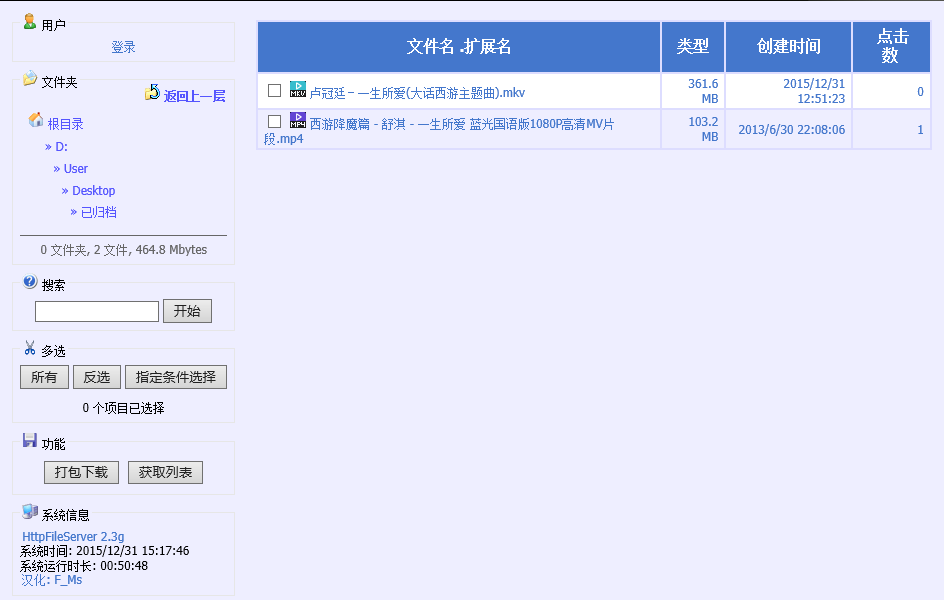 用户
登录
文件夹
返回上一层
根目录
» D:
» User
» Desktop
» 已归档
0 文件夹, 2 文件, 464.8 Mbytes
搜索
开始
多选
所有 反选 指定条件选择
0 个项目已选择
功能
打包下载 获取列表
系统信息
HttpFileServer 2.3g
系统时间: 2015/12/31 15:17:46
系统运行时长: 00:50:48
汉化: F_Ms
文件名 .扩展名 类型 创建时间 点击
数
MKV 卢冠廷 - 一生所爱(大话西游主题曲).mkv 361.6
MB 2015/12/31
12:51:23 0
MP4 西游降魔篇 - 舒淇 - 一生所爱 蓝光国语版1080P高清MV片
段.mp4 103.2
MB 2013/6/30 22:08:06 1